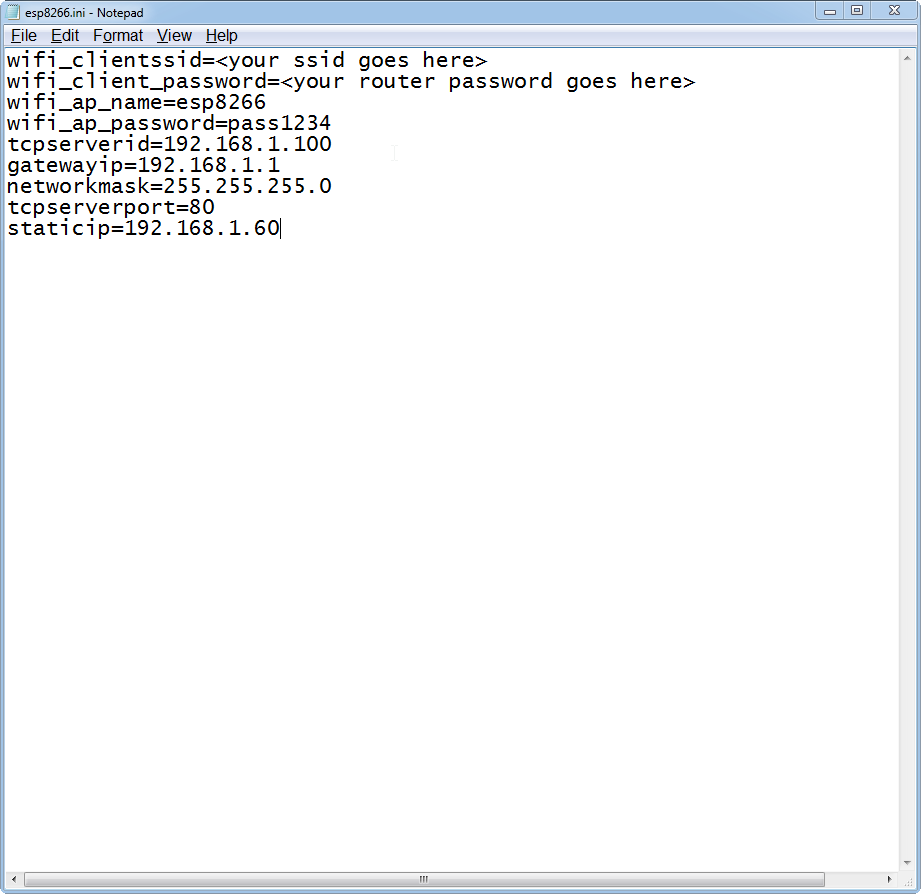 esp8266.ini - Notepad
File Edit Format View Help
wifi_clientssid=<your ssid goes here>
wifi_client_password=<your router password goes here>
wifi_ap_name=esp8266
wifi_ap_password=pass1234
tcpserverid=192.168.1.100
gatewayip=192.168.1.1
networkmask=255.255.255.0
tcpserverport=80
staticip=192.168.1.60